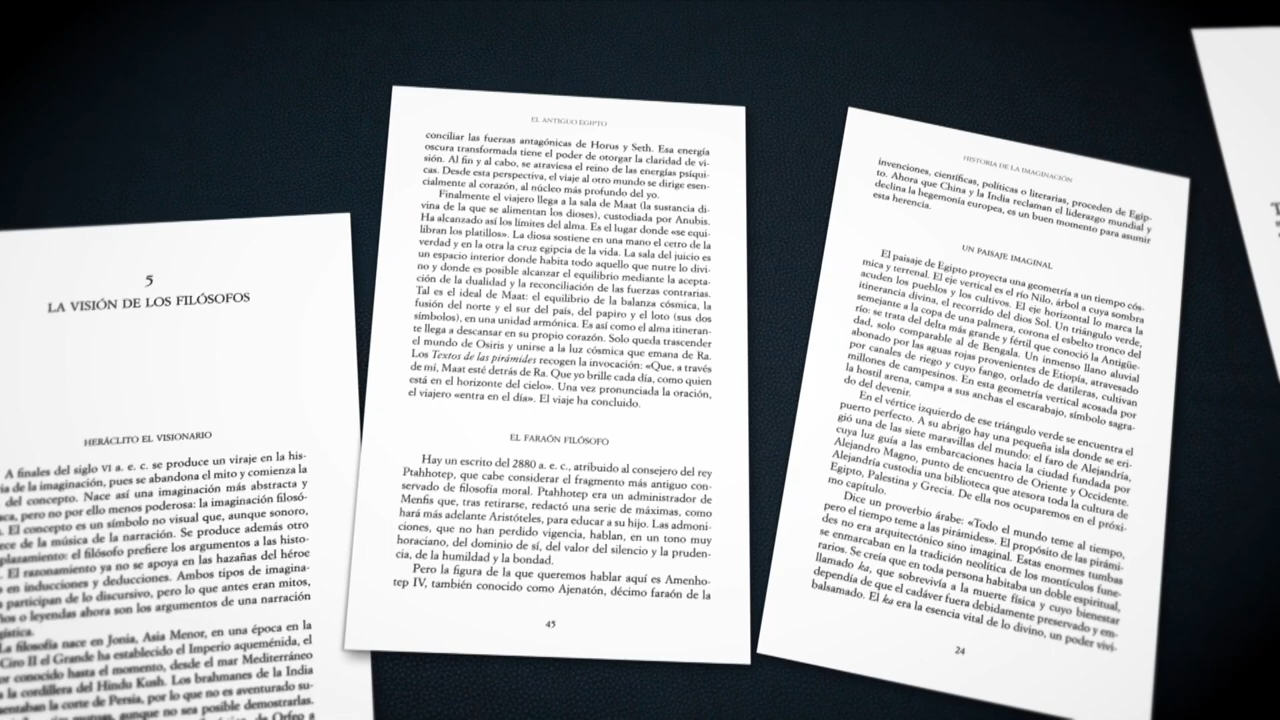 5
LA VISIÓN DE LOS FILÓSOFOS
HERÁCLITO EL VISIONARIO
A finales del siglo VI a. e. c. se produce un viraje en la his-
de la imaginación, pues se abandona el mito y comienza la
del concepto. Nace así una imaginación más abstracta y
pero no por ello menos poderosa: la imaginación filosó-
El concepto es un símbolo no visual que, aunque sonoro,
de la música de la narración. Se produce además otro
el filósofo prefiere los argumentos a las histo-
El razonamiento ya no se apoya en las hazañas del héroe
en inducciones y deducciones. Ambos tipos de imagina-
participan de lo discursivo, pero lo que antes eran mitos,
o leyendas ahora son los argumentos de una narración
La filosofía nace en Jonia, Asia Menor, en una época en la
Ciro II el Grande ha establecido el Imperio aqueménida, el
conocido hasta el momento, desde el mar Mediterráneo
la cordillera del Hindu Kush. Los brahmanes de la India
la corte de Persia, por lo que no es aventurado su-
aunque no sea posible demostrarlas.
de Orfeo a
EL ANTIGUO EGIPTO
conciliar las fuerzas antagónicas de Horus y Seth. Esa energía
oscura transformada tiene el poder de otorgar la claridad de vi-
sión. Al fin y al cabo, se atraviesa el reino de las energías psíqui-
cas. Desde esta perspectiva, el viaje al otro mundo se dirige esen-
cialmente al corazón, al núcleo más profundo del yo.
Finalmente el viajero llega a la sala de Maat (la sustancia di-
vina de la que se alimentan los dioses), custodiada por Anubis.
Ha alcanzado así los límites del alma. Es el lugar donde «se equi-
libran los platillos». La diosa sostiene en una mano el cerro de la
verdad y en la otra la cruz egipcia de la vida. La sala del juicio es
un espacio interior donde habita todo aquello que nutre lo divi-
no y donde es posible alcanzar el equilibrio mediante la acepta-
ción de la dualidad y la reconciliación de las fuerzas contrarias.
Tal es el ideal de Maat: el equilibrio de la balanza cósmica, la
fusión del norte y el sur del país, del papiro y el loto (sus dos
símbolos), en una unidad armónica. Es así como el alma itineran-
te llega a descansar en su propio corazón. Solo queda trascender
el mundo de Osiris y unirse a la luz cósmica que emana de Ra.
Los Textos de las pirámides recogen la invocación: «Que, a través
de mí, Maat esté detrás de Ra. Que yo brille cada día, como quien
está en el horizonte del cielo». Una vez pronunciada la oración,
el viajero «entra en el día». El viaje ha concluido.
EL FARAÓN FILÓSOFO
Hay un escrito del 2880 a. e. c., atribuido al consejero del rey
Ptahhotep, que cabe considerar el fragmento más antiguo con-
servado de filosofía moral. Ptahhotep era un administrador de
Menfis que, tras retirarse, redactó una serie de máximas, como
hará más adelante Aristóteles, para educar a su hijo. Las admoni-
ciones, que no han perdido vigencia, hablan, en un tono muy
horaciano, del dominio de sí, del valor del silencio y la pruden-
cia, de la humildad y la bondad.
Pero la figura de la que queremos hablar aquí es Amenho-
tep IV, también conocido como Ajenatón, décimo faraón de la
45
HISTORIA DE LA IMAGINACIÓN
invenciones, científicas, políticas o literarias, proceden de Egip-
to. Ahora que China y la India reclaman el liderazgo mundial y
declina la hegemonía europea, es un buen momento para asumir
esta herencia.
UN PAISAJE IMAGINAL
El paisaje de Egipto proyecta una geometría a un tiempo cós-
mica y terrenal. El eje vertical es el río Nilo, árbol a cuya sombra
acuden los pueblos y los cultivos. El eje horizontal lo marca la
itinerancia divina, el recorrido del dios Sol. Un triángulo verde,
semejante a la copa de una palmera, corona el esbelto tronco del
río: se trata del delta más grande y fértil que conoció la Antigüe-
dad, solo comparable al de Bengala. Un inmenso llano aluvial
abonado por las aguas rojas provenientes de Etiopía, atravesado
por canales de riego y cuyo fango, orlado de datileras, cultivan
millones de campesinos. En esta geometría vertical acosada por
la hostil arena, campa a sus anchas el escarabajo, símbolo sagra-
do del devenir.
En el vértice izquierdo de ese triángulo verde se encuentra el
puerto perfecto. A su abrigo hay una pequeña isla donde se eri-
gió una de las siete maravillas del mundo: el faro de Alejandría,
cuya luz guía a las embarcaciones hacia la ciudad fundada por
Alejandro Magno, punto de encuentro de Oriente y Occidente.
Alejandría custodia una biblioteca que atesora toda la cultura de
Egipto, Palestina y Grecia. De ella nos ocuparemos en el próxi-
mo capítulo.
Dice un proverbio árabe: «Todo el mundo teme al tiempo,
pero el tiempo teme a las pirámides». El propósito de las pirámi-
des no era arquitectónico sino imaginal. Estas enormes tumbas
se enmarcaban en la tradición neolítica de los montículos fune-
rarios. Se creía que en toda persona habitaba un doble espiritual,
llamado ka, que sobrevivía a la muerte física y cuyo bienestar
dependía de que el cadáver fuera debidamente preservado y em-
balsamado. El ka era la esencia vital de lo divino, un poder vivi-
24